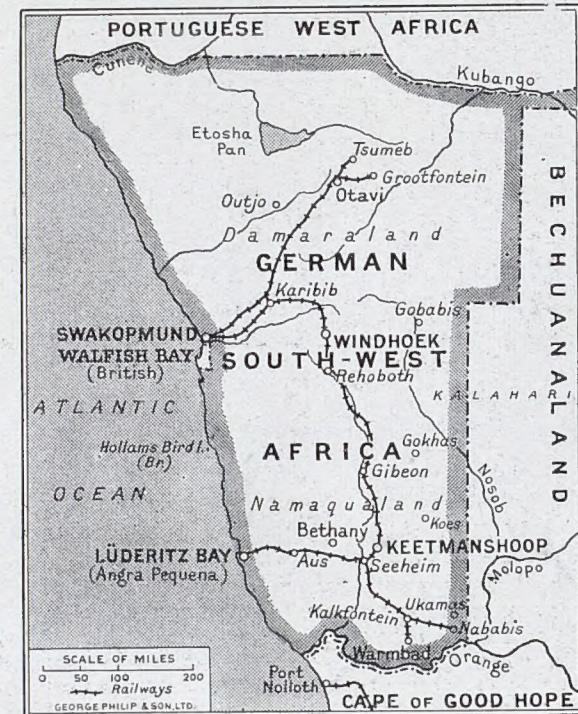 PORTUGUESE WEST AFRICA
Cunene
Kubango
Etosha
Pan
Tsumeb
Grootfontein
Otavi
Outjo
Damaraland
GERMAN
BECHUANALAND
Karibib
Gobabis
SWAKOPMUND
WALFISH BAY
(British)
WINDHOEK
SOUTH-WEST
Rehoboth
KALAHARI
ATLANTIC
Hollams Bird I.
(Br.)
AFRICA
Gokhas
Gibeon
Nosob
OCEAN
Namaqualand
Koes
Bethany
KEETMANSHOOP
LÜDERITZ BAY
(Angra Pequena)
Aus
Seeheim
Molopo
Ukamas
Kalkfontein
Nababis
Warmbad
Orange
SCALE OF MILES
0 50 100 200
Railways
GEORGE PHILIP & SON, LTD.
Port
Nolloth
CAPE OF GOOD HOPE